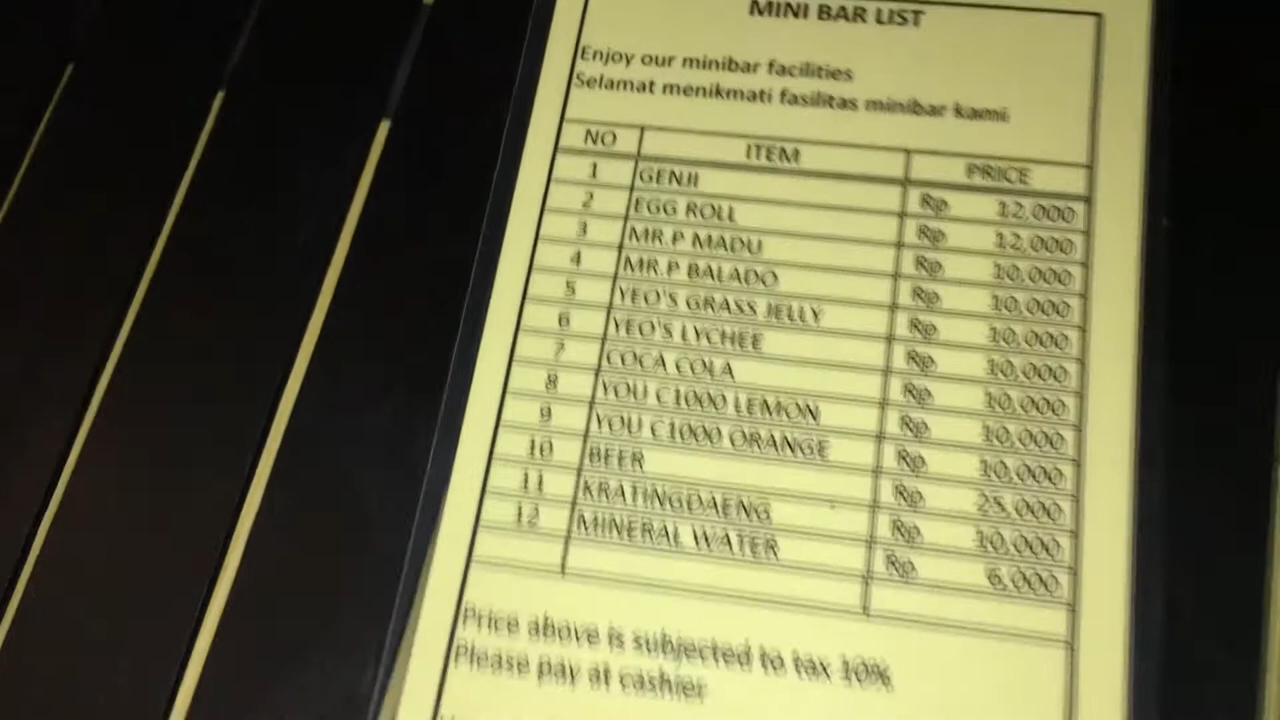 MINI BAR LIST
Enjoy our minibar facilities
Selamat menikmati fasilitas minibar kami
NO ITEM PRICE
1 GENJI Rp 12,000
2 EGG ROLL Rp 12,000
3 MR.P MADU Rp 10,000
4 MR.P BALADO Rp 10,000
5 YEO'S GRASS JELLY Rp 10,000
6 YEO'S LYCHEE Rp 10,000
7 COCA COLA Rp 10,000
8 YOU C1000 LEMON Rp 10,000
9 YOU C1000 ORANGE Rp 10,000
10 BEER Rp 25,000
11 KRATINGDAENG Rp 10,000
12 MINERAL WATER Rp 6,000
Price above is subjected to tax 10%
Please pay at cashier